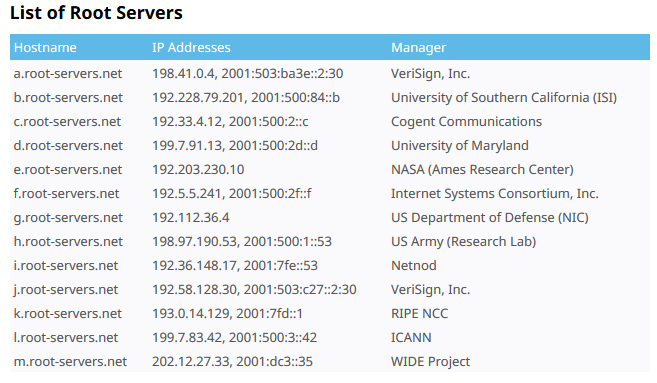 List of Root Servers
Hostname IP Addresses Manager
a.root-servers.net 198.41.0.4, 2001:503:ba3e::2:30 VeriSign, Inc.
b.root-servers.net 192.228.79.201, 2001:500:84::b University of Southern California (ISI)
c.root-servers.net 192.33.4.12, 2001:500:2::c Cogent Communications
d.root-servers.net 199.7.91.13, 2001:500:2d::d University of Maryland
e.root-servers.net 192.203.230.10 NASA (Ames Research Center)
f.root-servers.net 192.5.5.241, 2001:500:2f::f Internet Systems Consortium, Inc.
g.root-servers.net 192.112.36.4 US Department of Defense (NIC)
h.root-servers.net 198.97.190.53, 2001:500:1::53 US Army (Research Lab)
i.root-servers.net 192.36.148.17, 2001:7fe::53 Netnod
j.root-servers.net 192.58.128.30, 2001:503:c27::2:30 VeriSign, Inc.
k.root-servers.net 193.0.14.129, 2001:7fd::1 RIPE NCC
l.root-servers.net 199.7.83.42, 2001:500:3::42 ICANN
m.root-servers.net 202.12.27.33, 2001:dc3::35 WIDE Project